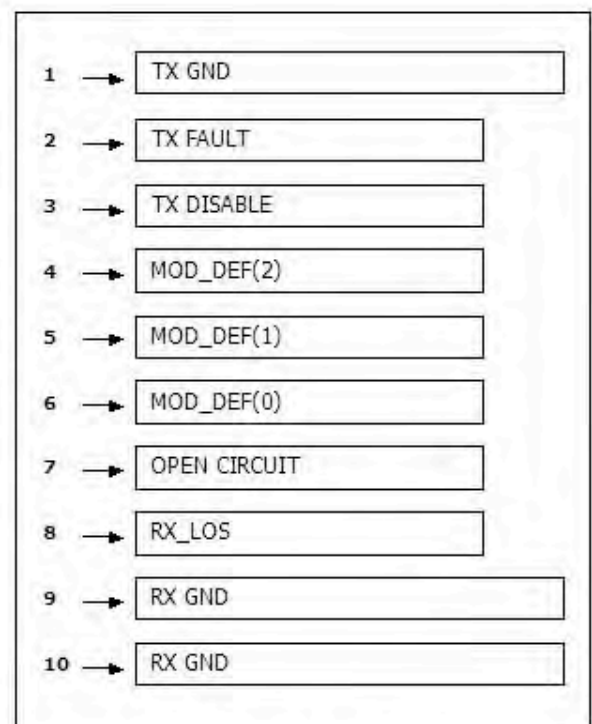 1 TX GND
2 TX FAULT
3 TX DISABLE
4 MOD_DEF(2)
5 MOD_DEF(1)
6 MOD_DEF(0)
7 OPEN CIRCUIT
8 RX_LOS
9 RX GND
10 RX GND